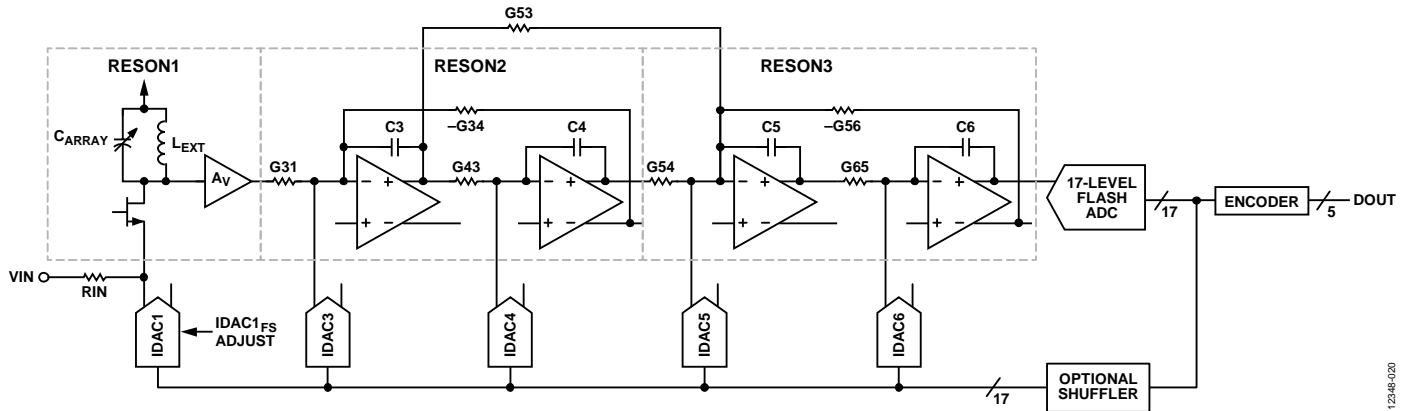 G53
RESON1
RESON2
RESON3
CARRAY
LEXT
AV
G31
–G34
C3
G43
C4
G54
–G56
C5
G65
C6
17-LEVEL
FLASH
ADC
17
ENCODER
5
DOUT
VIN
RIN
IDAC1
IDAC1FS
ADJUST
IDAC3
IDAC4
IDAC5
IDAC6
17
OPTIONAL
SHUFFLER
12348-020